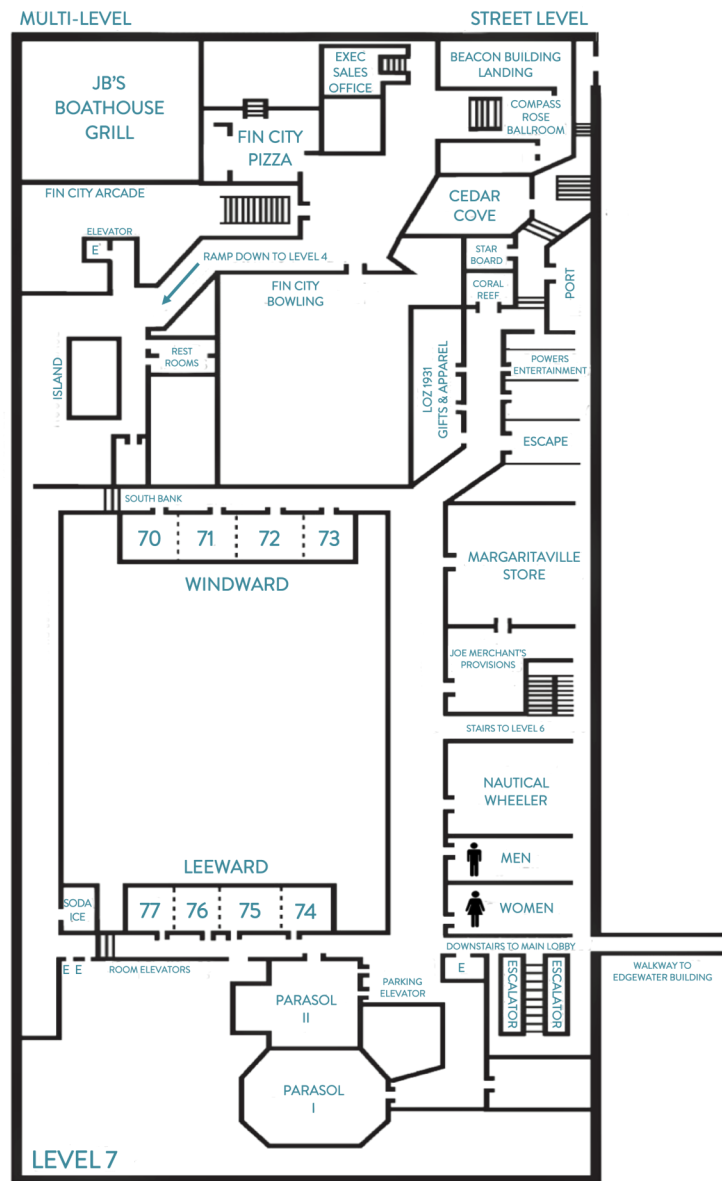 MULTI-LEVEL
STREET LEVEL
JB'S
BOATHOUSE
GRILL
EXEC
SALES
OFFICE
BEACON BUILDING
LANDING
COMPASS
ROSE
BALLROOM
FIN CITY
PIZZA
FIN CITY ARCADE
CEDAR
COVE
ELEVATOR
E
RAMP DOWN TO LEVEL 4
STAR
BOARD
PORT
FIN CITY
BOWLING
CORAL
REEF
REST
ROOMS
ISLAND
LOZ 1931
GIFTS & APPAREL
POWERS
ENTERTAINMENT
ESCAPE
SOUTH BANK
70
71
72
73
WINDWARD
MARGARITAVILLE
STORE
JOE MERCHANT'S
PROVISIONS
STAIRS TO LEVEL 6
NAUTICAL
WHEELER
MEN
LEEWARD
WOMEN
SODA
ICE
77
76
75
74
DOWNSTAIRS TO MAIN LOBBY
E E
ROOM ELEVATORS
E
WALKWAY TO
EDGEWATER BUILDING
PARKING
ELEVATOR
ESCALATOR
ESCALATOR
PARASOL
II
PARASOL
I
LEVEL 7